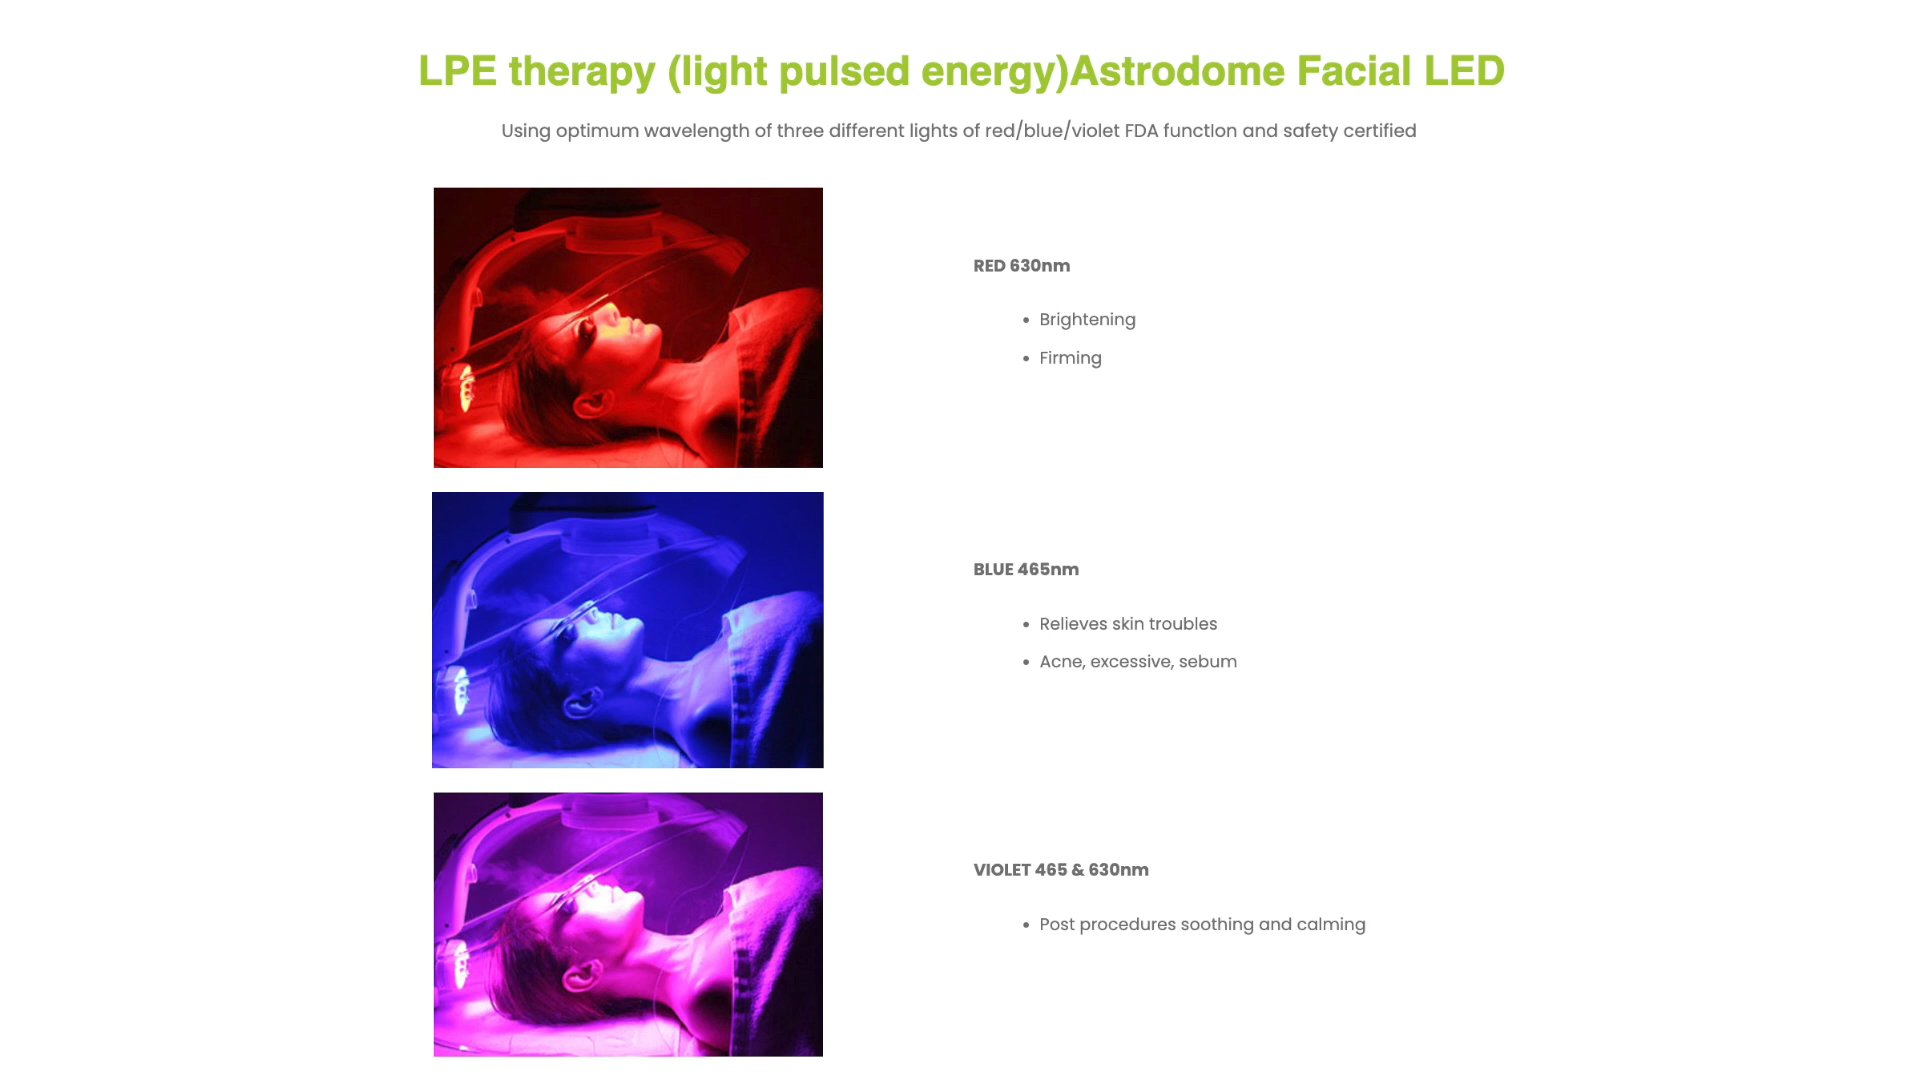 LPE therapy (light pulsed energy)Astrodome Facial LED
Using optimum wavelength of three different lights of red/blue/violet FDA functIon and safety certified
RED 630nm
• Brightening
• Firming
BLUE 465nm
• Relieves skin troubles
• Acne, excessive, sebum
VIOLET 465 & 630nm
• Post procedures soothing and calming